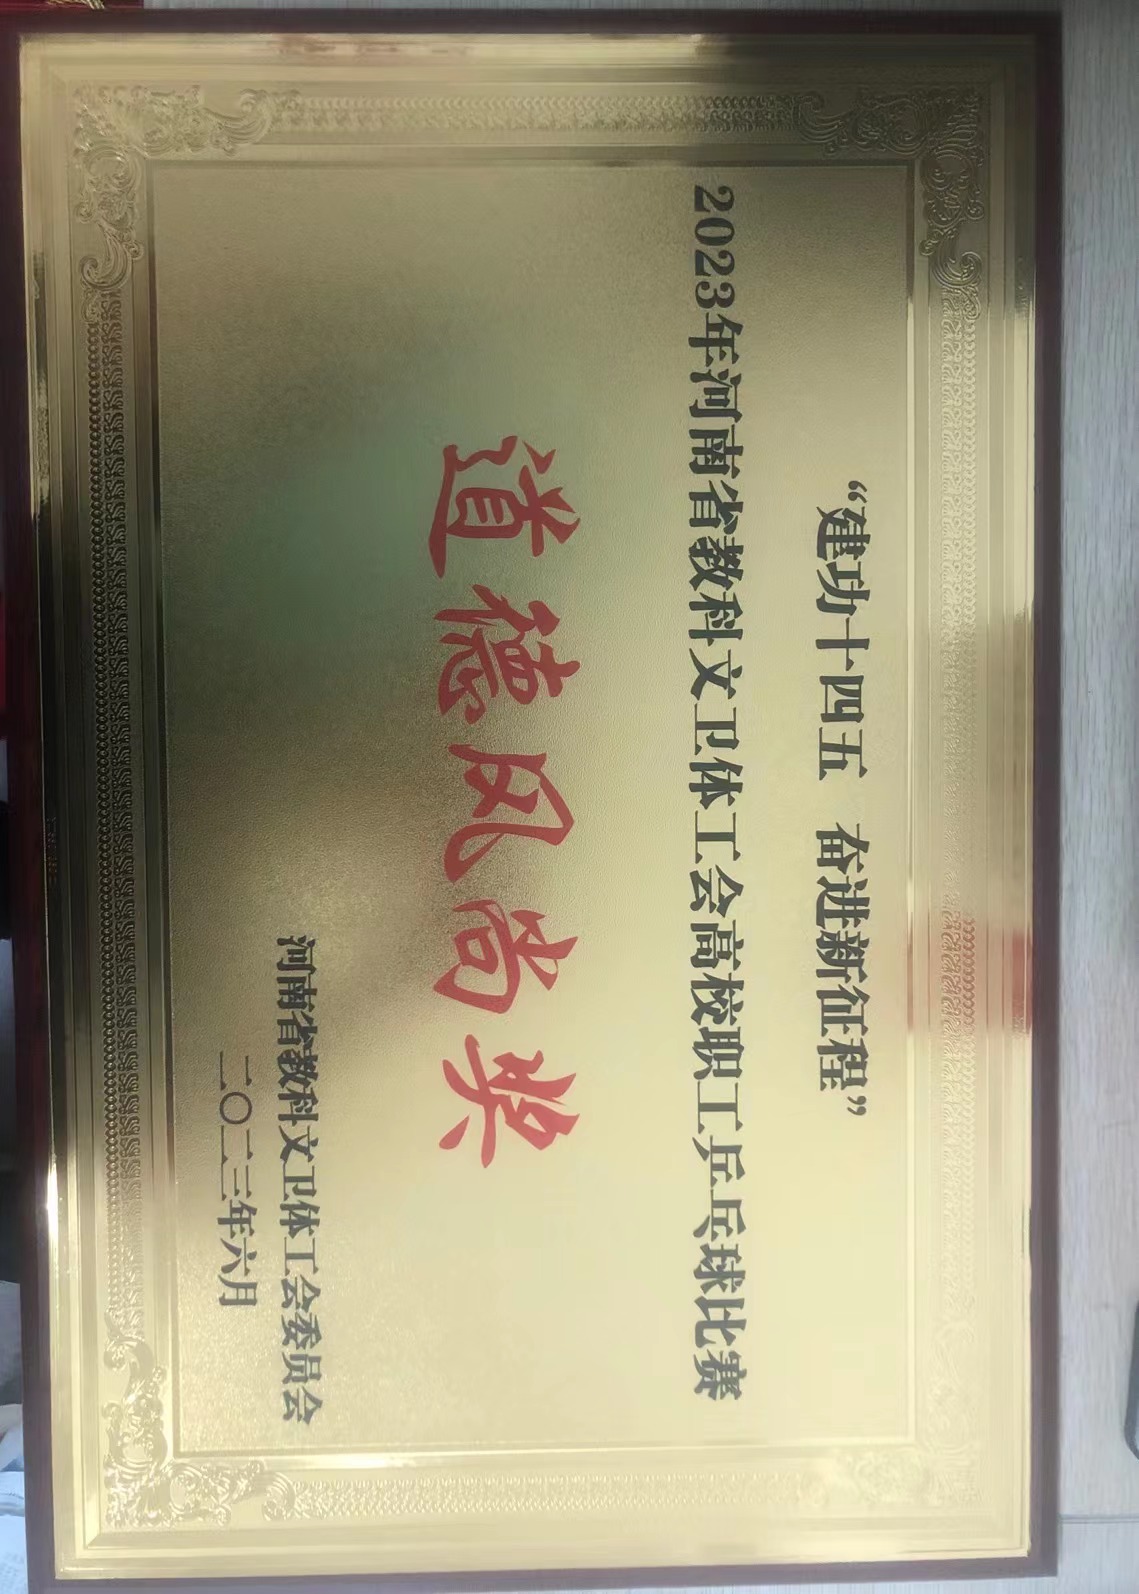 “建功十四五 奋进新征程”
2023年河南省教科文卫体工会高校职工乒乓球比赛
道德风尚奖
河南省教科文卫体工会委员会
二〇二三年六月